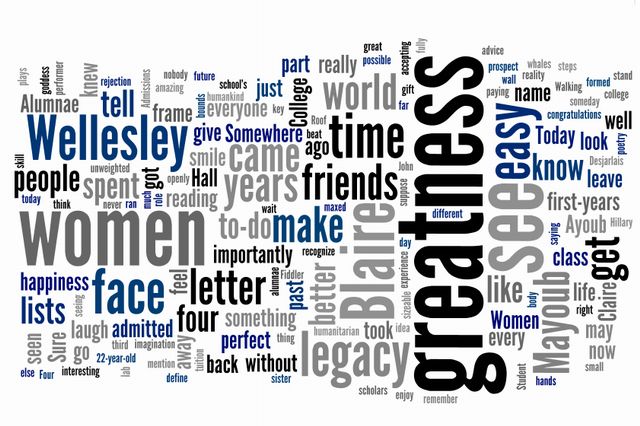 great
accepting
fully
advice
plays
goddess
performer
knew
rejection
Admissions
nobody
amazing
future
school's
just
part
really
possible
prospect
wall
whales
reality
steps
Walking
formed
stand
college
Alumnae
tell
frame
bounds
humankind
everyone
key
College
world
gift
far
paying
name
someday
congratulations
Wellesley
give
Somewhere
Roof
beat
ago
time
greatness
easy
Today
look
well
poetry
skill
people
unweighted
spent
openly
got
Hall
smile
came
years
friends
John
suppose
see
know
Desjarlais
leave
today
think
never
ran
much
role
reading
wait
maxed
different
first-years
women
to-do
make
Blaire
day
saying
Ayoub
Hillary
importantly
recognize
experience
class
get
happiness
lists
seeing
face
feel
letter
alumnae
Fiddler
past
better
sizeable
like
body
Mayoub
life
right
Claire
seen
Sure
laugh
go
admitted
third
imagination
four
something
humanitarian
took
idea
Women
every
may
now
small
else
Four
interesting
22-year-old
lab
mention
define
away
tuition
perfect
thing
back
without
sister
legacy
scholars
enjoy
remember
Student
hands